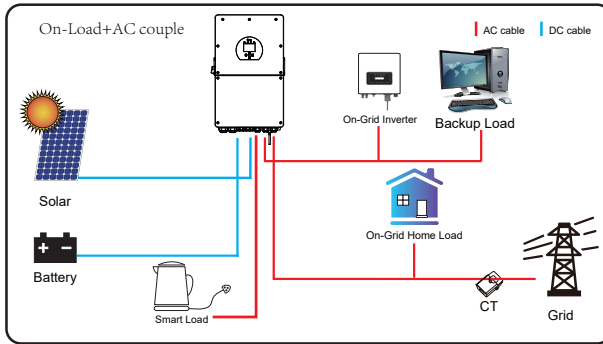 On-Load+AC couple
AC cable
DC cable
On-Grid Inverter
Backup Load
Solar
On-Grid Home Load
Battery
Smart Load
CT
Grid